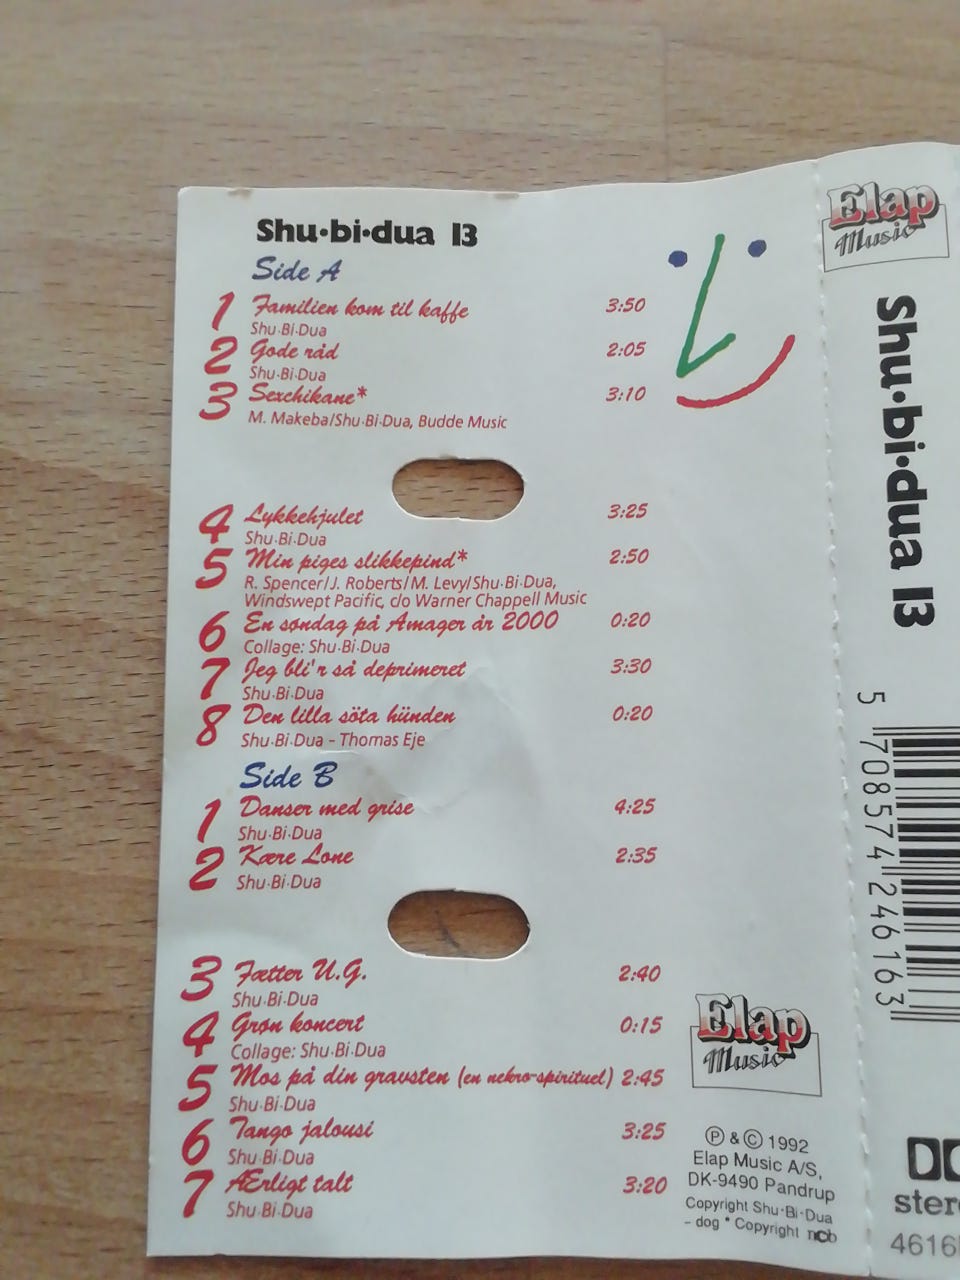 Shu•bi•dua 13
Side A
1 Familien kom til kaffe 3:50
Shu·Bi·Dua
2 Gode råd 2:05
Shu·Bi·Dua
3 Sexchikane* 3:10
M. Makeba/Shu·Bi·Dua, Budde Music
4 Lykkehjulet 3:25
Shu·Bi·Dua
5 Min piges slikkepind* 2:50
R. Spencer/J. Roberts/M. Levy/Shu·Bi·Dua,
Windswept Pacific, c/o Warner Chappell Music
6 En søndag på Amager år 2000 0:20
Collage: Shu·Bi·Dua
7 Jeg bli'r så deprimeret 3:30
Shu·Bi·Dua
8 Den lilla söta hünden 0:20
Shu·Bi·Dua – Thomas Eje
Side B
1 Danser med grise 4:25
Shu·Bi·Dua
2 Kære Lone 2:35
Shu·Bi·Dua
3 Fætter U.G. 2:40
Shu·Bi·Dua
4 Grøn koncert 0:15
Collage: Shu·Bi·Dua
5 Mos på din gravsten (en nekro-spirituel) 2:45
Shu·Bi·Dua
6 Tango jalousi 3:25
Shu·Bi·Dua
7 Ærligt talt 3:20
Shu·Bi·Dua
Elap
Music
Ⓟ & © 1992
Elap Music A/S,
DK-9490 Pandrup
Copyright Shu·Bi·Dua
– dog * Copyright ncb
Elap
Music
Shu•bi•dua 13
5 708574 246163
4616